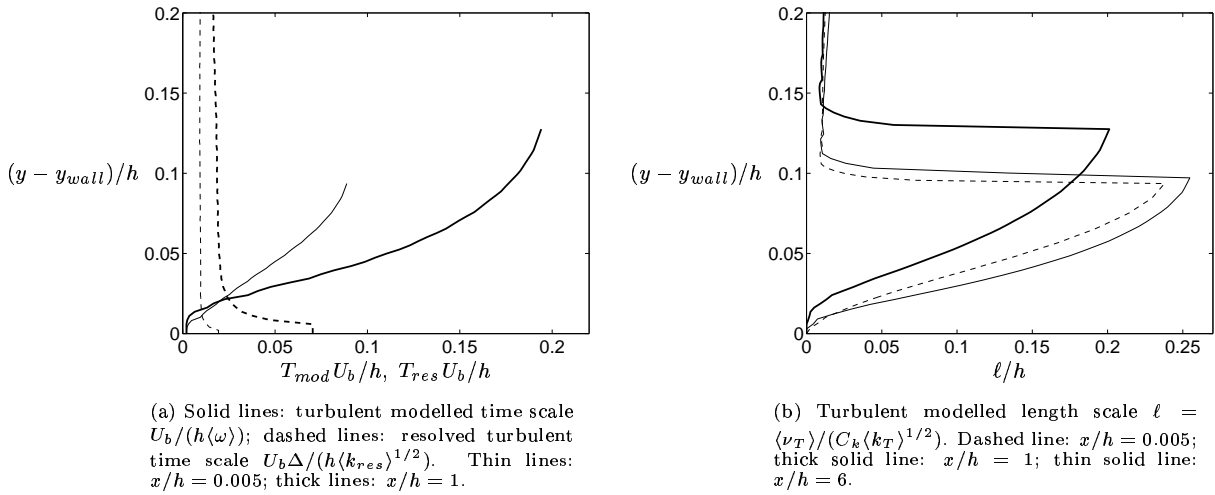 0.2
0.15
0.1
0.05
0
(y − y_wall)/h
0 0.05 0.1 0.15 0.2
T_mod U_b/h, T_res U_b/h
(a) Solid lines: turbulent modelled time scale
U_b/(h⟨ω⟩); dashed lines: resolved turbulent
time scale U_bΔ/(h⟨k_res⟩^1/2). Thin lines:
x/h = 0.005; thick lines: x/h = 1.
0.2
0.15
0.1
0.05
0
(y − y_wall)/h
0 0.05 0.1 0.15 0.2 0.25
ℓ/h
(b) Turbulent modelled length scale ℓ =
⟨ν_T⟩/(C_k⟨k_T⟩^1/2). Dashed line: x/h = 0.005;
thick solid line: x/h = 1; thin solid line:
x/h = 6.